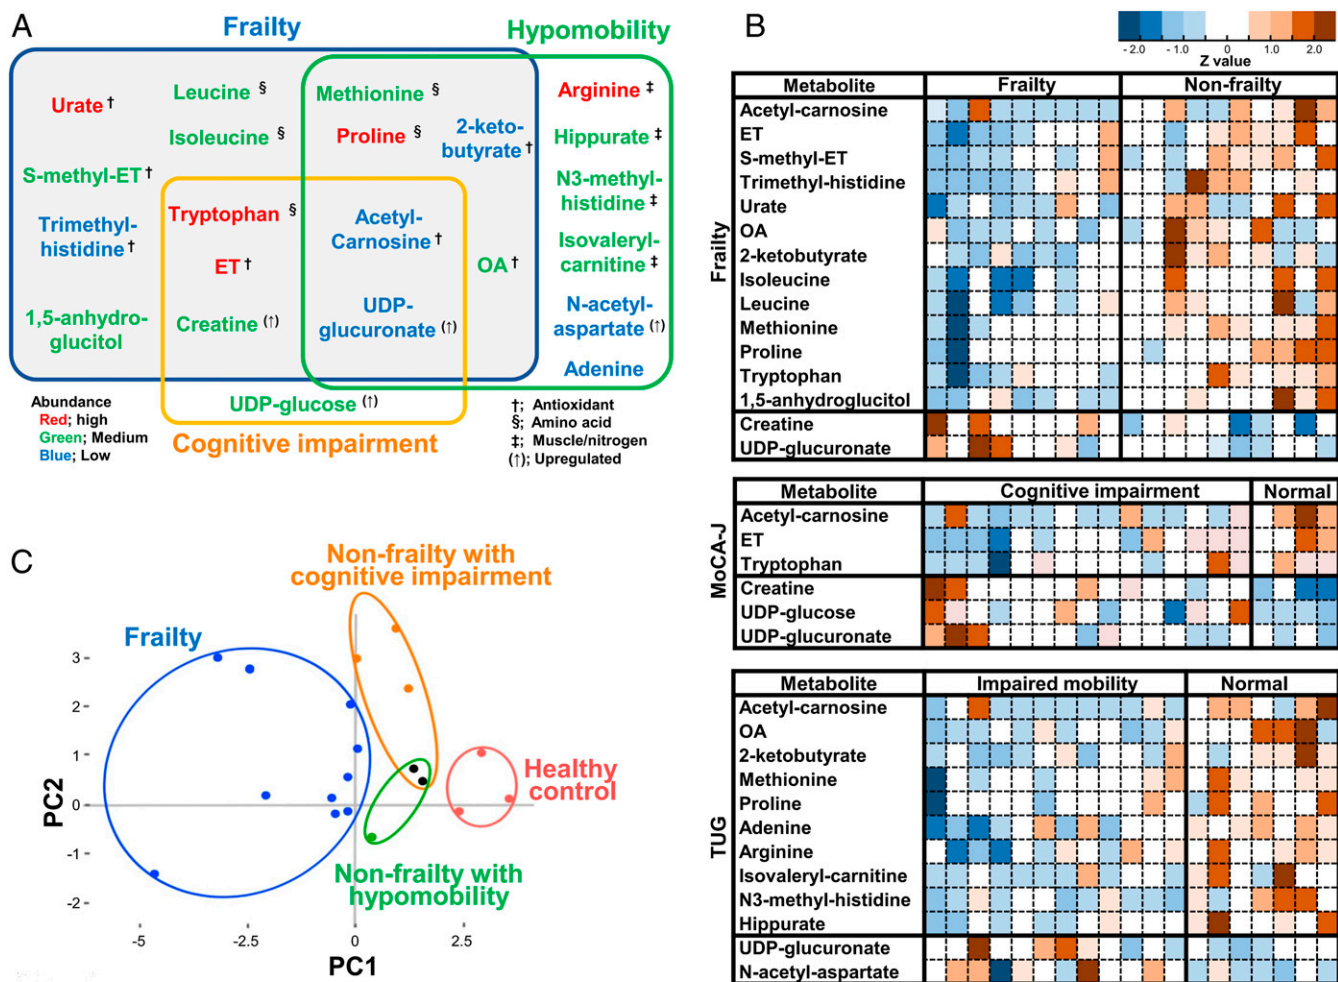 A
Frailty
Hypomobility
Urate †
Leucine §
Isoleucine §
S-methyl-ET †
Trimethyl-
histidine †
1,5-anhydro-
glucitol
Tryptophan §
ET †
Creatine (↑)
Methionine §
Proline §
2-keto-
butyrate †
Acetyl-
Carnosine †
UDP-
glucuronate (↑)
OA †
Arginine ‡
Hippurate ‡
N3-methyl-
histidine ‡
Isovaleryl-
carnitine ‡
N-acetyl-
aspartate (↑)
Adenine
UDP-glucose (↑)
Cognitive impairment
Abundance
Red; high
Green; Medium
Blue; Low
†; Antioxidant
§; Amino acid
‡; Muscle/nitrogen
(↑); Upregulated
B
- 2.0 - 1.0 0 1.0 2.0
Z value
Metabolite Frailty Non-frailty
Frailty
Acetyl-carnosine
ET
S-methyl-ET
Trimethyl-histidine
Urate
OA
2-ketobutyrate
Isoleucine
Leucine
Methionine
Proline
Tryptophan
1,5-anhydroglucitol
Creatine
UDP-glucuronate
Metabolite Cognitive impairment Normal
MoCA-J
Acetyl-carnosine
ET
Tryptophan
Creatine
UDP-glucose
UDP-glucuronate
Metabolite Impaired mobility Normal
TUG
Acetyl-carnosine
OA
2-ketobutyrate
Methionine
Proline
Adenine
Arginine
Isovaleryl-carnitine
N3-methyl-histidine
Hippurate
UDP-glucuronate
N-acetyl-aspartate
C
Non-frailty with
cognitive impairment
Frailty
Healthy
control
Non-frailty with
hypomobility
PC2
3
2
1
0
-1
-2
-5 -2.5 0 2.5
PC1